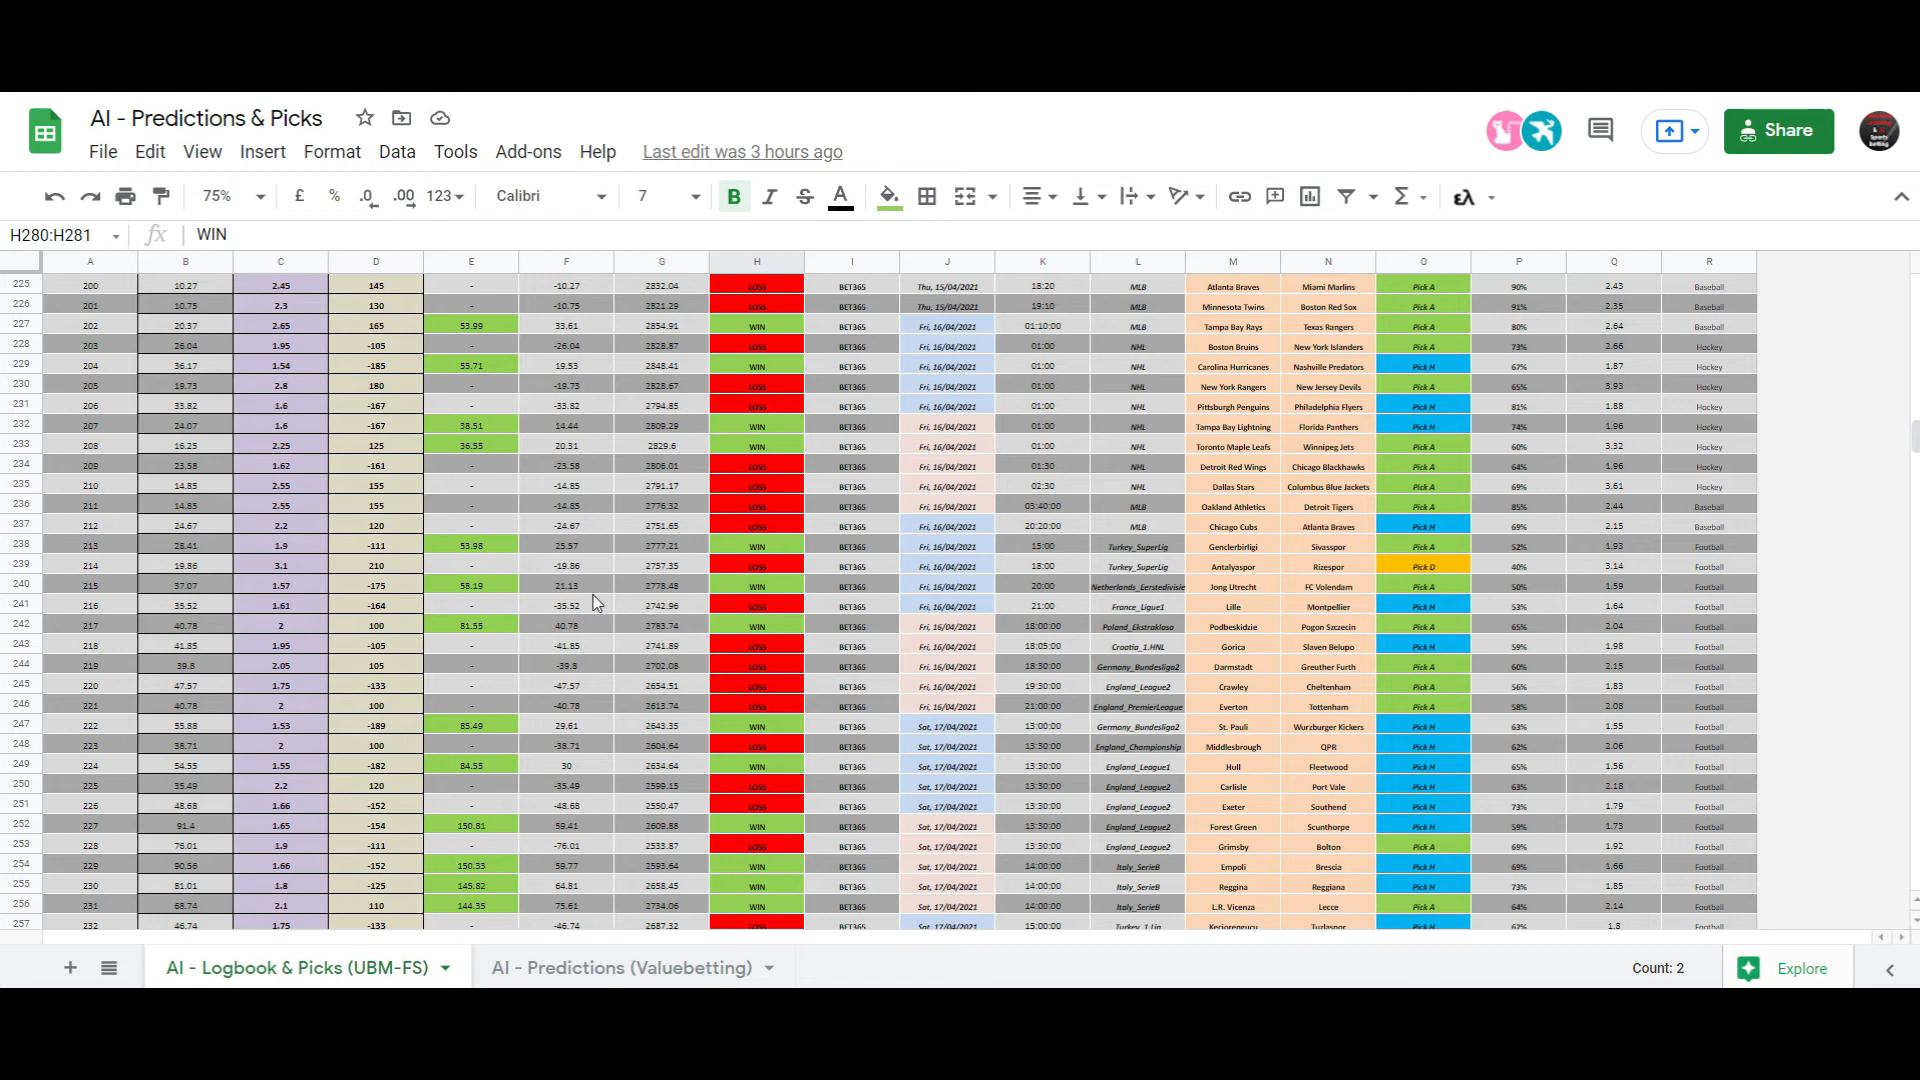 AI - Predictions & Picks
File Edit View Insert Format Data Tools Add-ons Help Last edit was 3 hours ago
Share
75% £ % .0 .00 123 Calibri 7 B I S A Σ ελ
H280:H281 fx WIN
A B C D E F G H I J K L M N O P Q R
225 200 10.27 2.45 145 - -10.27 2832.04 LOSS BET365 Thu, 15/04/2021 18:20 MLB Atlanta Braves Miami Marlins Pick A 90% 2.43 Baseball
226 201 10.75 2.3 130 - -10.75 2821.29 LOSS BET365 Thu, 15/04/2021 19:10 MLB Minnesota Twins Boston Red Sox Pick A 91% 2.35 Baseball
227 202 20.37 2.65 165 53.99 33.61 2854.91 WIN BET365 Fri, 16/04/2021 01:10:00 MLB Tampa Bay Rays Texas Rangers Pick A 80% 2.64 Baseball
228 203 26.04 1.95 -105 - -26.04 2828.87 LOSS BET365 Fri, 16/04/2021 01:00 NHL Boston Bruins New York Islanders Pick A 73% 2.66 Hockey
229 204 36.17 1.54 -185 55.71 19.53 2848.41 WIN BET365 Fri, 16/04/2021 01:00 NHL Carolina Hurricanes Nashville Predators Pick H 67% 1.87 Hockey
230 205 19.73 2.8 180 - -19.73 2828.67 LOSS BET365 Fri, 16/04/2021 01:00 NHL New York Rangers New Jersey Devils Pick A 65% 3.93 Hockey
231 206 33.82 1.6 -167 - -33.82 2794.85 LOSS BET365 Fri, 16/04/2021 01:00 NHL Pittsburgh Penguins Philadelphia Flyers Pick H 81% 1.88 Hockey
232 207 24.07 1.6 -167 38.51 14.44 2809.29 WIN BET365 Fri, 16/04/2021 01:00 NHL Tampa Bay Lightning Florida Panthers Pick H 74% 1.96 Hockey
233 208 16.25 2.25 125 36.55 20.31 2829.6 WIN BET365 Fri, 16/04/2021 01:00 NHL Toronto Maple Leafs Winnipeg Jets Pick A 60% 3.32 Hockey
234 209 23.58 1.62 -161 - -23.58 2806.01 LOSS BET365 Fri, 16/04/2021 01:30 NHL Detroit Red Wings Chicago Blackhawks Pick A 64% 1.96 Hockey
235 210 14.85 2.55 155 - -14.85 2791.17 LOSS BET365 Fri, 16/04/2021 02:30 NHL Dallas Stars Columbus Blue Jackets Pick A 69% 3.61 Hockey
236 211 14.85 2.55 155 - -14.85 2776.32 LOSS BET365 Fri, 16/04/2021 03:40:00 MLB Oakland Athletics Detroit Tigers Pick A 85% 2.44 Baseball
237 212 24.67 2.2 120 - -24.67 2751.65 LOSS BET365 Fri, 16/04/2021 20:20:00 MLB Chicago Cubs Atlanta Braves Pick H 69% 2.15 Baseball
238 213 28.41 1.9 -111 53.98 25.57 2777.21 WIN BET365 Fri, 16/04/2021 15:00 Turkey_SuperLig Genclerbirligi Sivasspor Pick A 52% 1.93 Football
239 214 19.86 3.1 210 - -19.86 2757.35 LOSS BET365 Fri, 16/04/2021 18:00 Turkey_SuperLig Antalyaspor Rizespor Pick D 40% 3.14 Football
240 215 37.07 1.57 -175 58.19 21.13 2778.48 WIN BET365 Fri, 16/04/2021 20:00 Netherlands_Eerstedivisie Jong Utrecht FC Volendam Pick A 50% 1.59 Football
241 216 35.52 1.61 -164 - -35.52 2742.96 LOSS BET365 Fri, 16/04/2021 21:00 France_Ligue1 Lille Montpellier Pick H 53% 1.64 Football
242 217 40.78 2 100 81.55 40.78 2783.74 WIN BET365 Fri, 16/04/2021 18:00:00 Poland_Ekstraklasa Podbeskidzie Pogon Szczecin Pick A 65% 2.04 Football
243 218 41.85 1.95 -105 - -41.85 2741.89 LOSS BET365 Fri, 16/04/2021 18:05:00 Croatia_1.HNL Gorica Slaven Belupo Pick H 59% 1.98 Football
244 219 39.8 2.05 105 - -39.8 2702.08 LOSS BET365 Fri, 16/04/2021 18:30:00 Germany_Bundesliga2 Darmstadt Greuther Furth Pick A 60% 2.15 Football
245 220 47.57 1.75 -133 - -47.57 2654.51 LOSS BET365 Fri, 16/04/2021 19:30:00 England_League2 Crawley Cheltenham Pick A 56% 1.83 Football
246 221 40.78 2 100 - -40.78 2613.74 LOSS BET365 Fri, 16/04/2021 21:00:00 England_PremierLeague Everton Tottenham Pick A 58% 2.08 Football
247 222 55.88 1.53 -189 85.49 29.61 2643.35 WIN BET365 Sat, 17/04/2021 13:00:00 Germany_Bundesliga2 St. Pauli Wurzburger Kickers Pick H 63% 1.55 Football
248 223 38.71 2 100 - -38.71 2604.64 LOSS BET365 Sat, 17/04/2021 13:30:00 England_Championship Middlesbrough QPR Pick H 62% 2.06 Football
249 224 54.55 1.55 -182 84.55 30 2634.64 WIN BET365 Sat, 17/04/2021 13:30:00 England_League1 Hull Fleetwood Pick H 65% 1.56 Football
250 225 35.49 2.2 120 - -35.49 2599.15 LOSS BET365 Sat, 17/04/2021 13:30:00 England_League2 Carlisle Port Vale Pick H 63% 2.18 Football
251 226 48.68 1.66 -152 - -48.68 2550.47 LOSS BET365 Sat, 17/04/2021 13:30:00 England_League2 Exeter Southend Pick H 73% 1.79 Football
252 227 91.4 1.65 -154 150.81 59.41 2609.88 WIN BET365 Sat, 17/04/2021 13:30:00 England_League2 Forest Green Scunthorpe Pick H 59% 1.73 Football
253 228 76.01 1.9 -111 - -76.01 2533.87 LOSS BET365 Sat, 17/04/2021 13:30:00 England_League2 Grimsby Bolton Pick A 69% 1.92 Football
254 229 90.56 1.66 -152 150.33 59.77 2593.64 WIN BET365 Sat, 17/04/2021 14:00:00 Italy_SerieB Empoli Brescia Pick H 69% 1.66 Football
255 230 81.01 1.8 -125 145.82 64.81 2658.45 WIN BET365 Sat, 17/04/2021 14:00:00 Italy_SerieB Reggina Reggiana Pick H 73% 1.85 Football
256 231 68.74 2.1 110 144.35 75.61 2734.06 WIN BET365 Sat, 17/04/2021 14:00:00 Italy_SerieB L.R. Vicenza Lecce Pick A 64% 2.14 Football
257 232 46.74 1.75 -133 - -46.74 2687.32 LOSS BET365 Sat, 17/04/2021 15:00:00 Turkey_1.Lig Keciorengucu Tuzlaspor Pick H 67% 1.8 Football
AI - Logbook & Picks (UBM-FS) AI - Predictions (Valuebetting) Count: 2 Explore